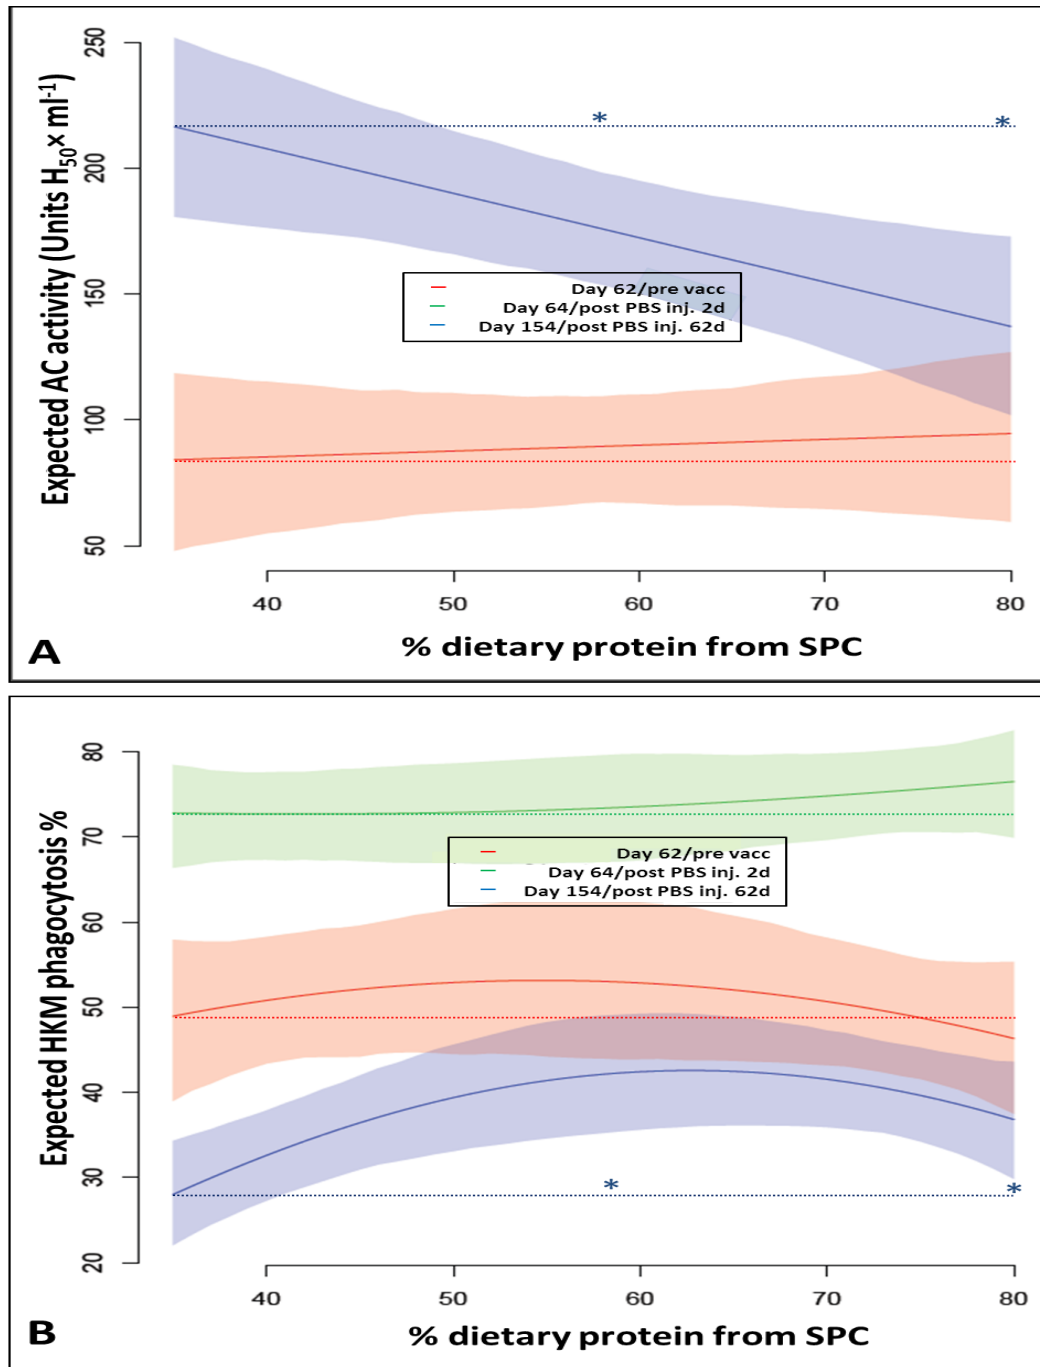 250
200
150
100
50
Expected AC activity (Units H₅₀× ml⁻¹)
*
*
Day 62/pre vacc
Day 64/post PBS inj. 2d
Day 154/post PBS inj. 62d
40 50 60 70 80
% dietary protein from SPC
A
80
70
60
50
40
30
20
Expected HKM phagocytosis %
Day 62/pre vacc
Day 64/post PBS inj. 2d
Day 154/post PBS inj. 62d
*
*
40 50 60 70 80
% dietary protein from SPC
B